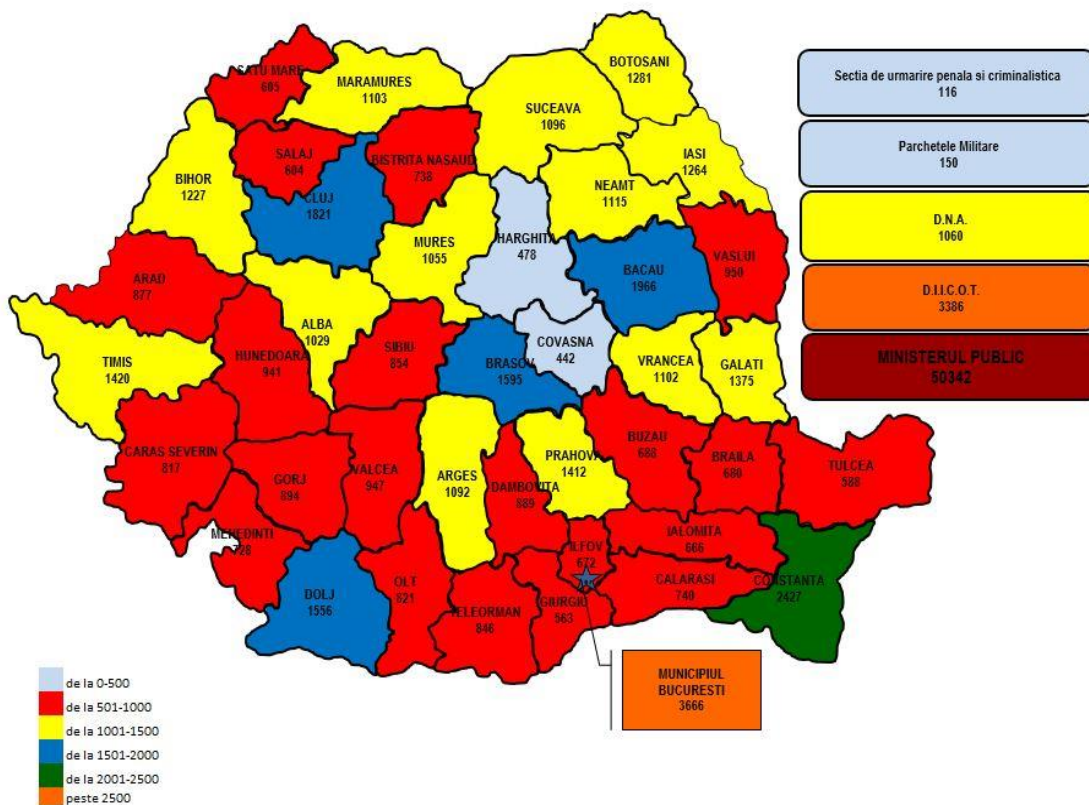 BOTOSANI
1281
SATU MARE
605
MARAMURES
1103
SUCEAVA
1096
Sectia de urmarire penala si criminalistica
116
Parchetele Militare
150
D.N.A.
1060
D.I.I.C.O.T.
3386
MINISTERUL PUBLIC
50342
SALAJ
604
BISTRITA NASAUD
738
IASI
1264
BIHOR
1227
CLUJ
1821
NEAMT
1115
MURES
1055
HARGHITA
478
BACAU
1966
VASLUI
950
ARAD
877
ALBA
1029
TIMIS
1420
HUNEDOARA
941
SIBIU
854
BRASOV
1595
COVASNA
442
VRANCEA
1102
GALATI
1375
CARAS SEVERIN
817
GORJ
894
VALCEA
947
ARGES
1092
DAMBOVITA
889
PRAHOVA
1412
BUZAU
688
BRAILA
680
TULCEA
588
MEHEDINTI
728
DOLJ
1556
OLT
821
TELEORMAN
846
GIURGIU
563
ILFOV
672
IALOMITA
666
CALARASI
740
CONSTANTA
2427
MUNICIPIUL
BUCURESTI
3666
de la 0-500
de la 501-1000
de la 1001-1500
de la 1501-2000
de la 2001-2500
peste 2500